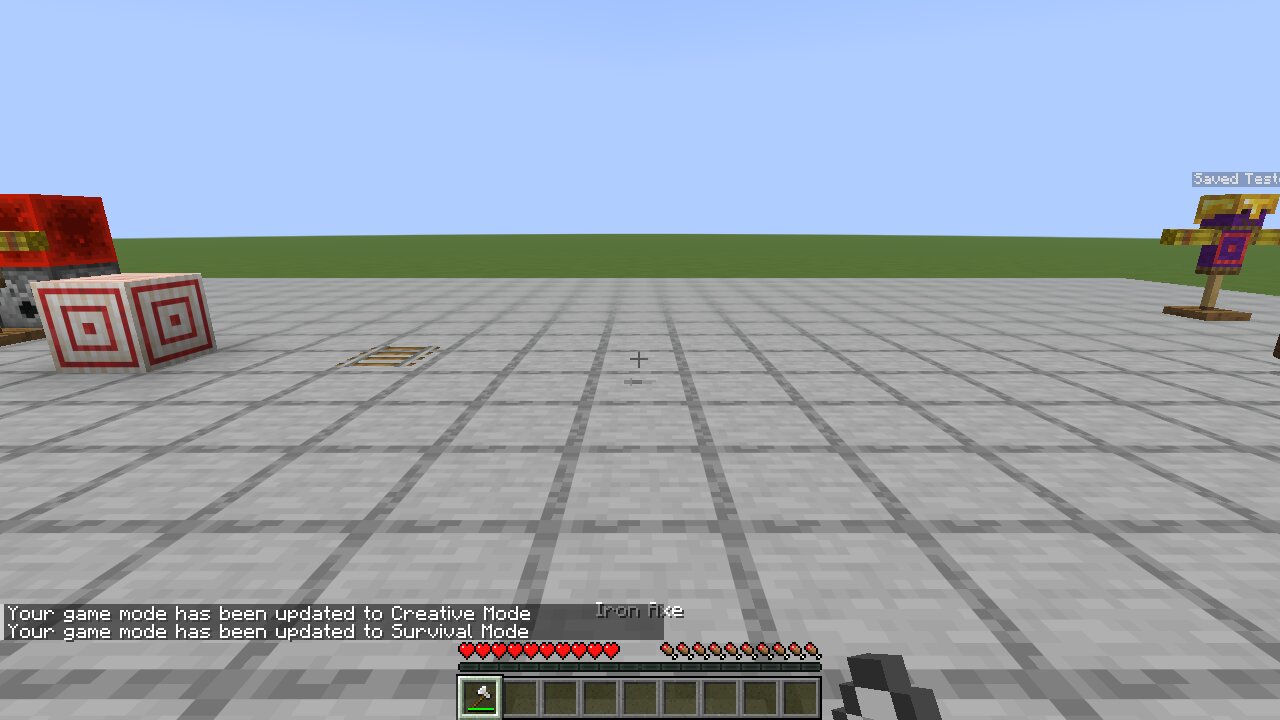 Saved Test
Iron Axe
Your game mode has been updated to Creative Mode
Your game mode has been updated to Survival Mode